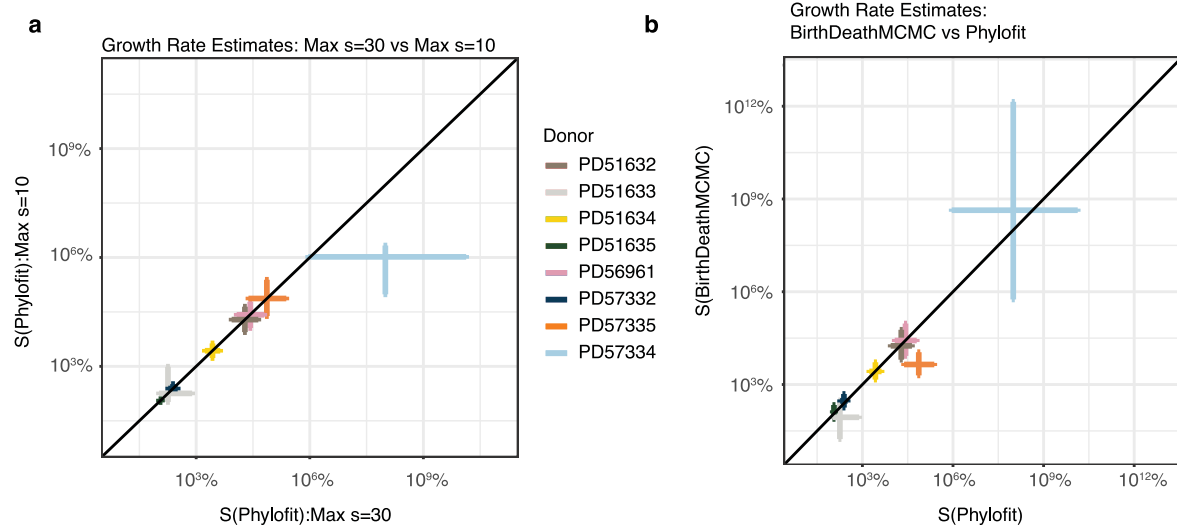 a
Growth Rate Estimates: Max s=30 vs Max s=10
10⁹%
10⁶%
10³%
S(Phylofit):Max s=10
10³%
10⁶%
10⁹%
S(Phylofit):Max s=30
Donor
PD51632
PD51633
PD51634
PD51635
PD56961
PD57332
PD57335
PD57334
b
Growth Rate Estimates:
BirthDeathMCMC vs Phylofit
10¹²%
10⁹%
10⁶%
10³%
S(BirthDeathMCMC)
10³%
10⁶%
10⁹%
10¹²%
S(Phylofit)